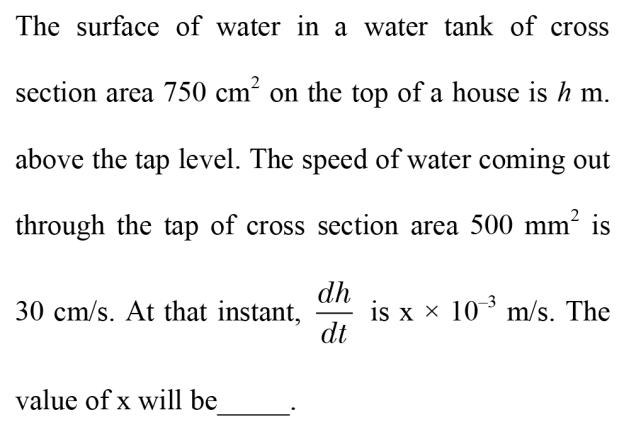 The surface of water in a water tank of cross
section area 750 cm² on the top of a house is h m.
above the tap level. The speed of water coming out
through the tap of cross section area 500 mm² is
30 cm/s. At that instant, dh/dt is x × 10⁻³ m/s. The
value of x will be______.